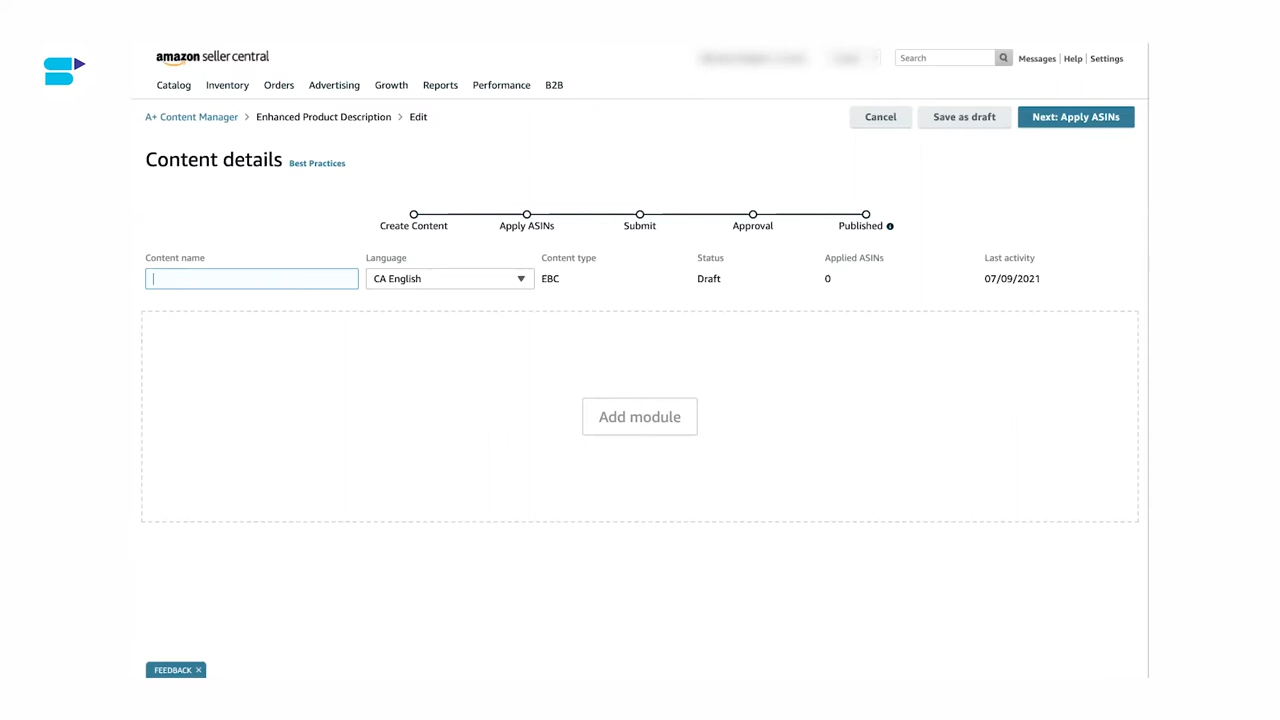 amazon seller central
Search
Messages | Help | Settings
Catalog Inventory Orders Advertising Growth Reports Performance B2B
A+ Content Manager > Enhanced Product Description > Edit
Cancel Save as draft Next: Apply ASINs
Content details Best Practices
Create Content Apply ASINs Submit Approval Published
Content name Language Content type Status Applied ASINs Last activity
CA English EBC Draft 0 07/09/2021
Add module
FEEDBACK ×